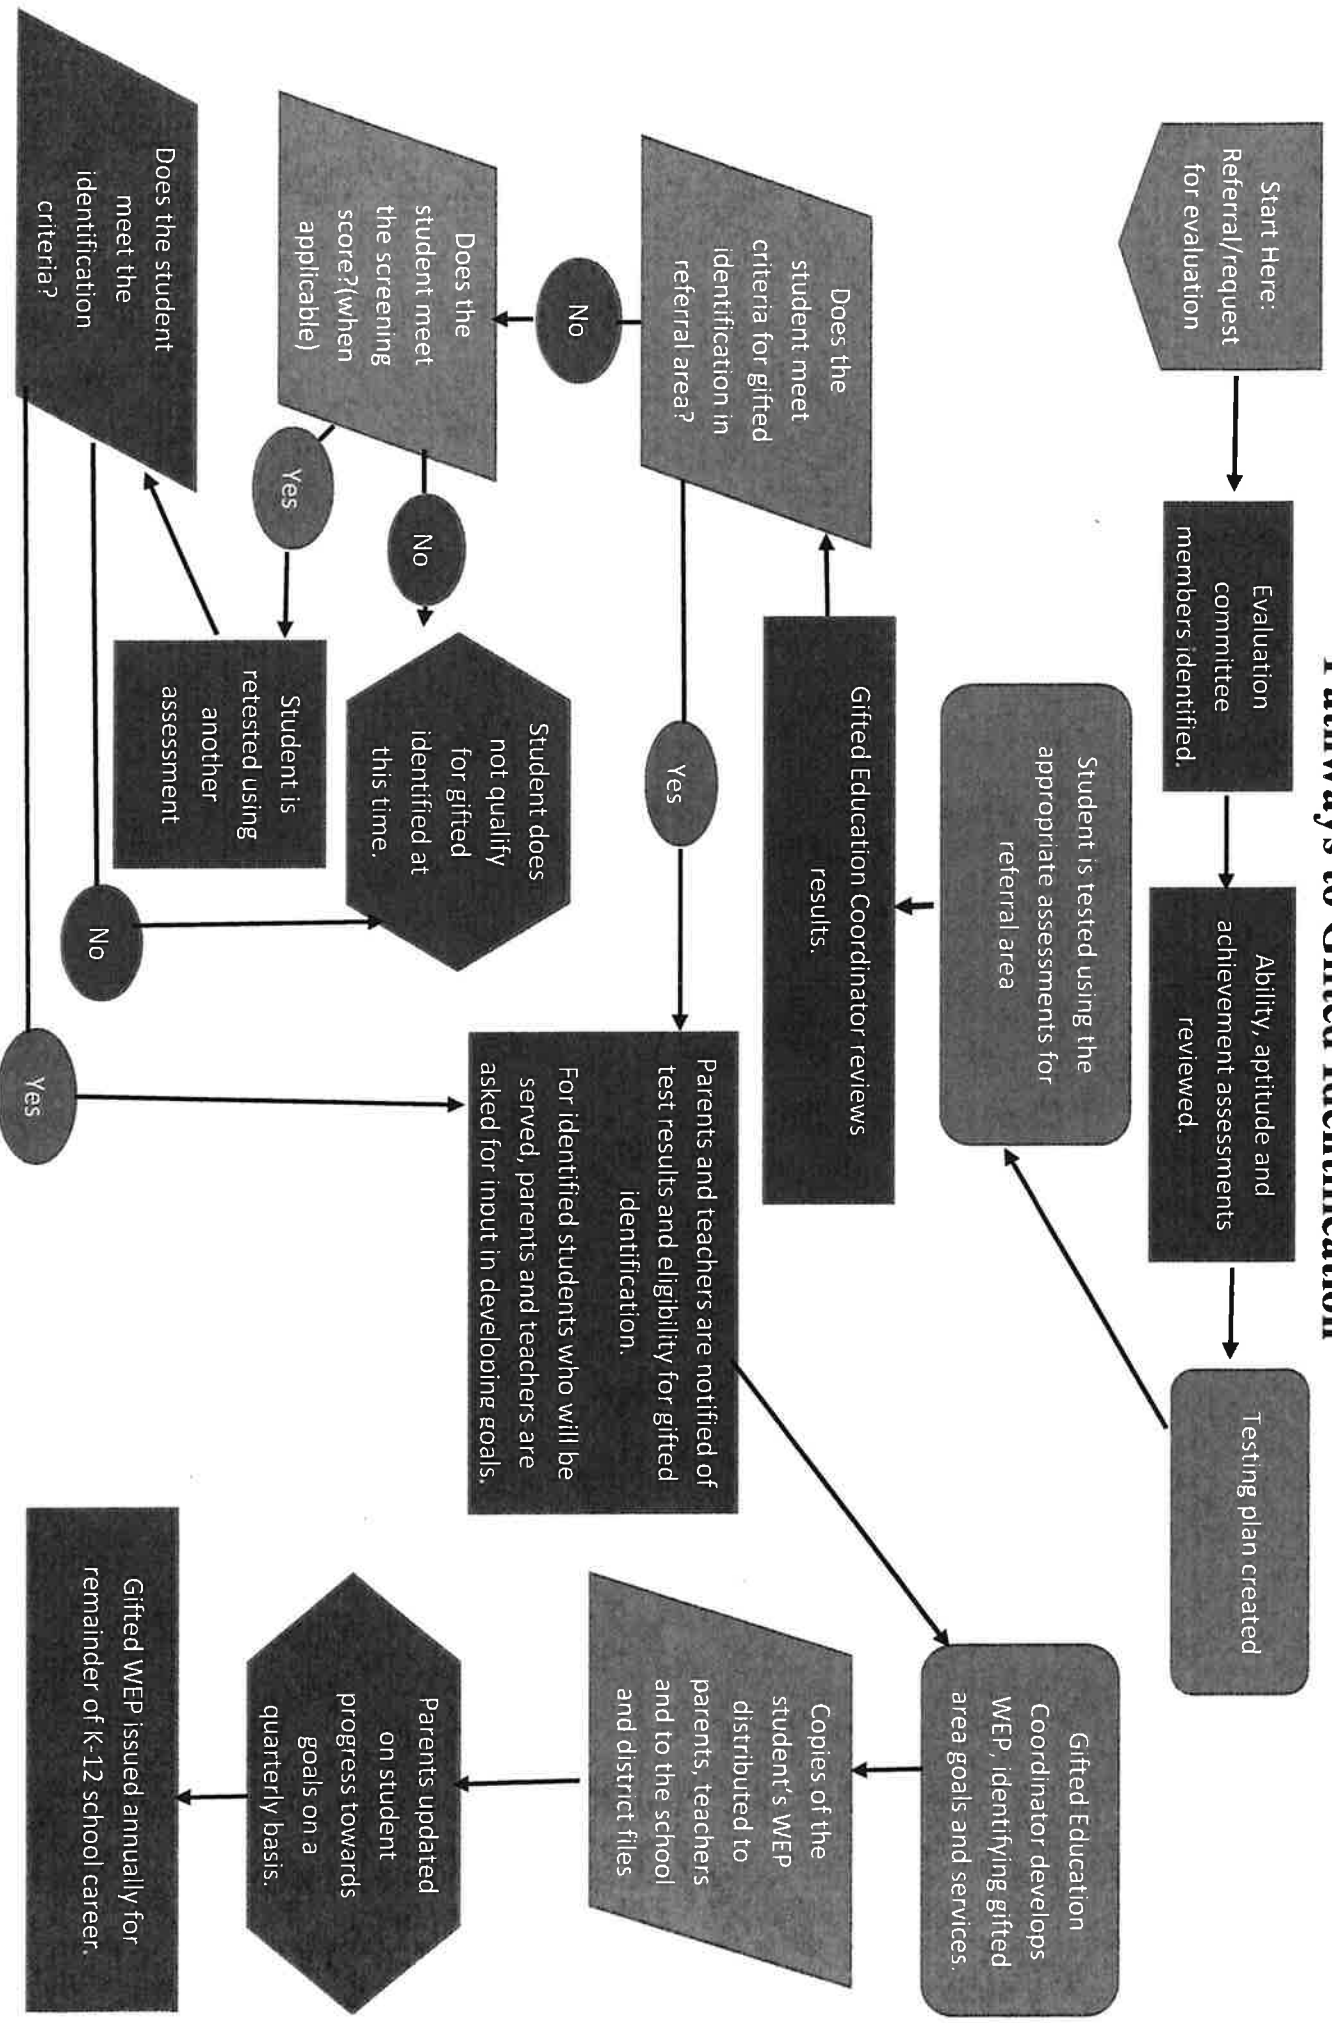 Pathways to Gifted Identification
Start Here:
Referral/request
for evaluation
Evaluation
committee
members identified.
Ability, aptitude and
achievement assessments
reviewed.
Testing plan created
Student is tested using the
appropriate assessments for
referral area
Gifted Education Coordinator reviews
results.
Does the
student meet
criteria for gifted
identification in
referral area?
Yes
No
Does the
student meet
the screening
score?(when
applicable)
No
Yes
Student does
not qualify
for gifted
identified at
this time.
Student is
retested using
another
assessment
Does the student
meet the
identification
criteria?
No
Yes
Parents and teachers are notified of
test results and eligibility for gifted
identification.
For identified students who will be
served, parents and teachers are
asked for input in developing goals.
Gifted Education
Coordinator develops
WEP, identifying gifted
area goals and services.
Copies of the
student's WEP
distributed to
parents, teachers
and to the school
and district files
Parents updated
on student
progress towards
goals on a
quarterly basis.
Gifted WEP issued annually for
remainder of K-12 school career.